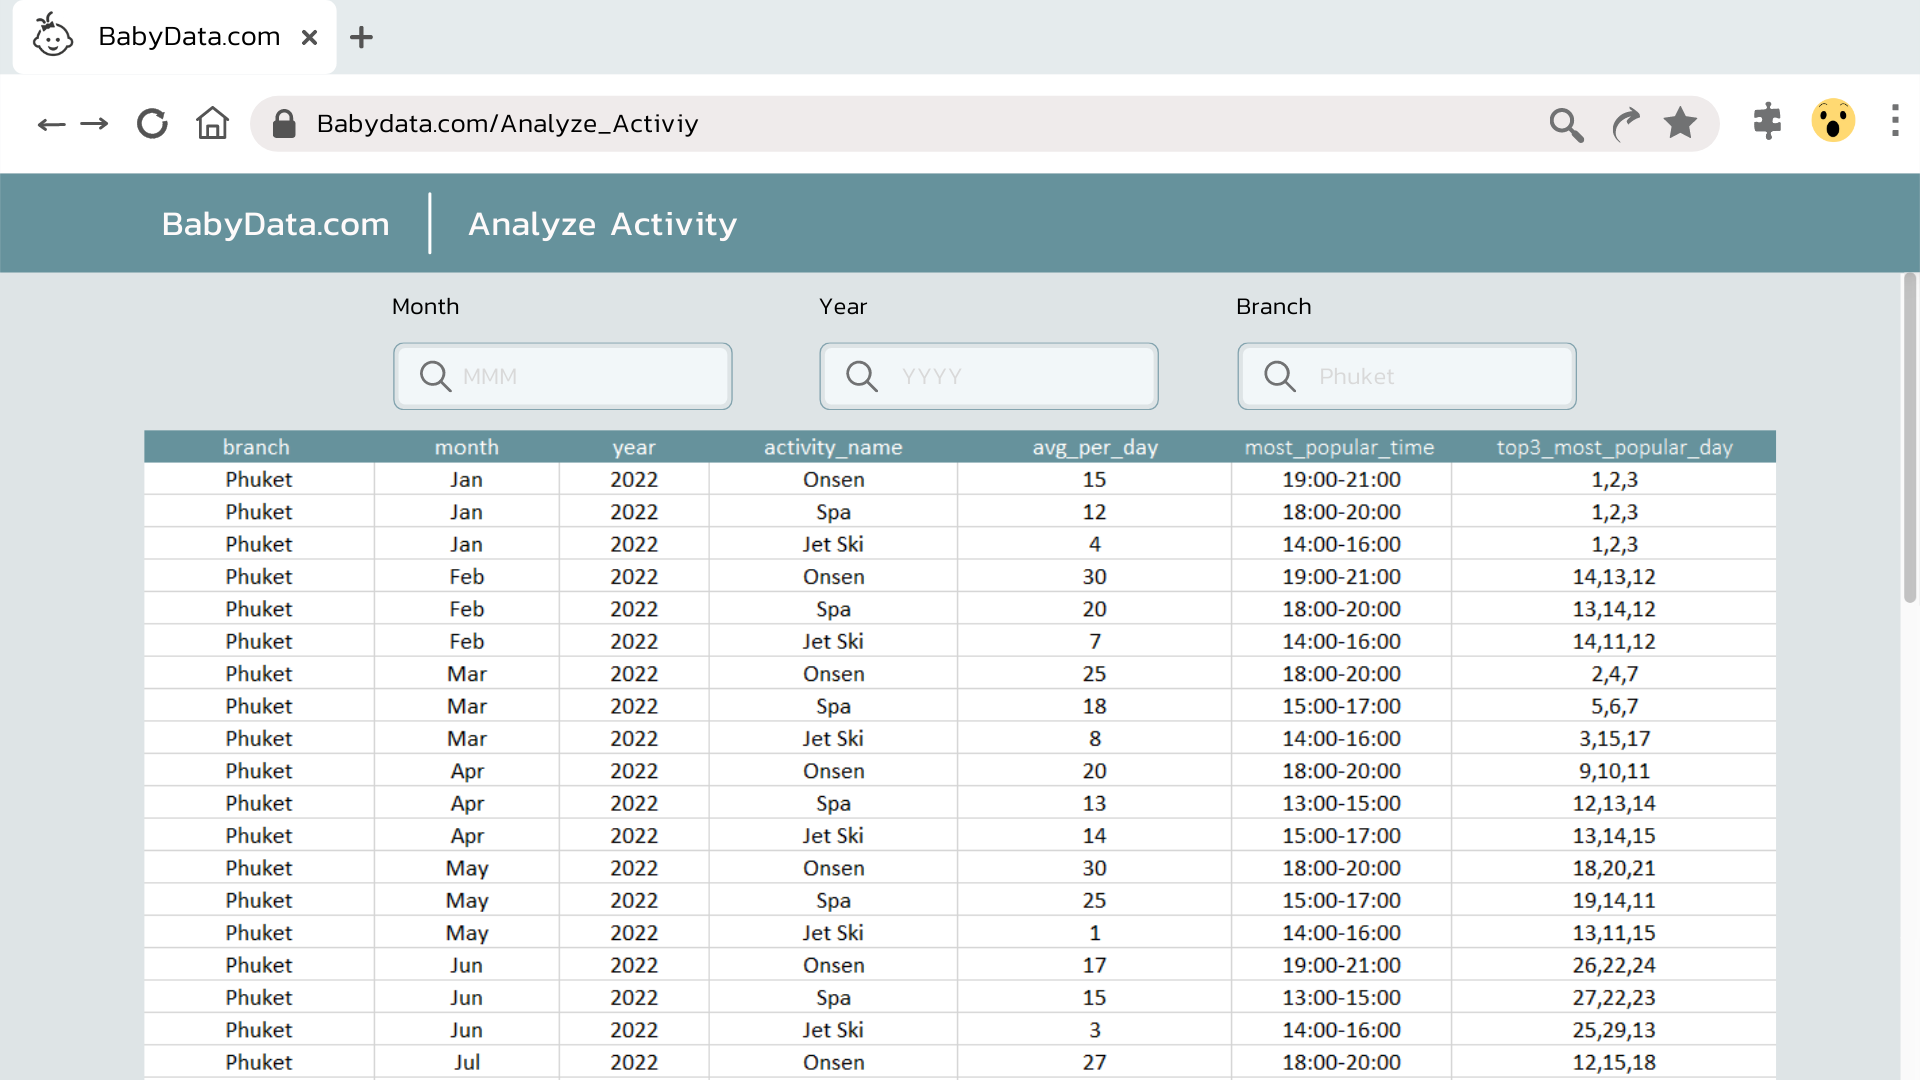 BabyData.com
Babydata.com/Analyze_Activiy
BabyData.com Analyze Activity
Month Year Branch
MMM YYYY Phuket
branch month year activity_name avg_per_day most_popular_time top3_most_popular_day
Phuket Jan 2022 Onsen 15 19:00-21:00 1,2,3
Phuket Jan 2022 Spa 12 18:00-20:00 1,2,3
Phuket Jan 2022 Jet Ski 4 14:00-16:00 1,2,3
Phuket Feb 2022 Onsen 30 19:00-21:00 14,13,12
Phuket Feb 2022 Spa 20 18:00-20:00 13,14,12
Phuket Feb 2022 Jet Ski 7 14:00-16:00 14,11,12
Phuket Mar 2022 Onsen 25 18:00-20:00 2,4,7
Phuket Mar 2022 Spa 18 15:00-17:00 5,6,7
Phuket Mar 2022 Jet Ski 8 14:00-16:00 3,15,17
Phuket Apr 2022 Onsen 20 18:00-20:00 9,10,11
Phuket Apr 2022 Spa 13 13:00-15:00 12,13,14
Phuket Apr 2022 Jet Ski 14 15:00-17:00 13,14,15
Phuket May 2022 Onsen 30 18:00-20:00 18,20,21
Phuket May 2022 Spa 25 15:00-17:00 19,14,11
Phuket May 2022 Jet Ski 1 14:00-16:00 13,11,15
Phuket Jun 2022 Onsen 17 19:00-21:00 26,22,24
Phuket Jun 2022 Spa 15 13:00-15:00 27,22,23
Phuket Jun 2022 Jet Ski 3 14:00-16:00 25,29,13
Phuket Jul 2022 Onsen 27 18:00-20:00 12,15,18